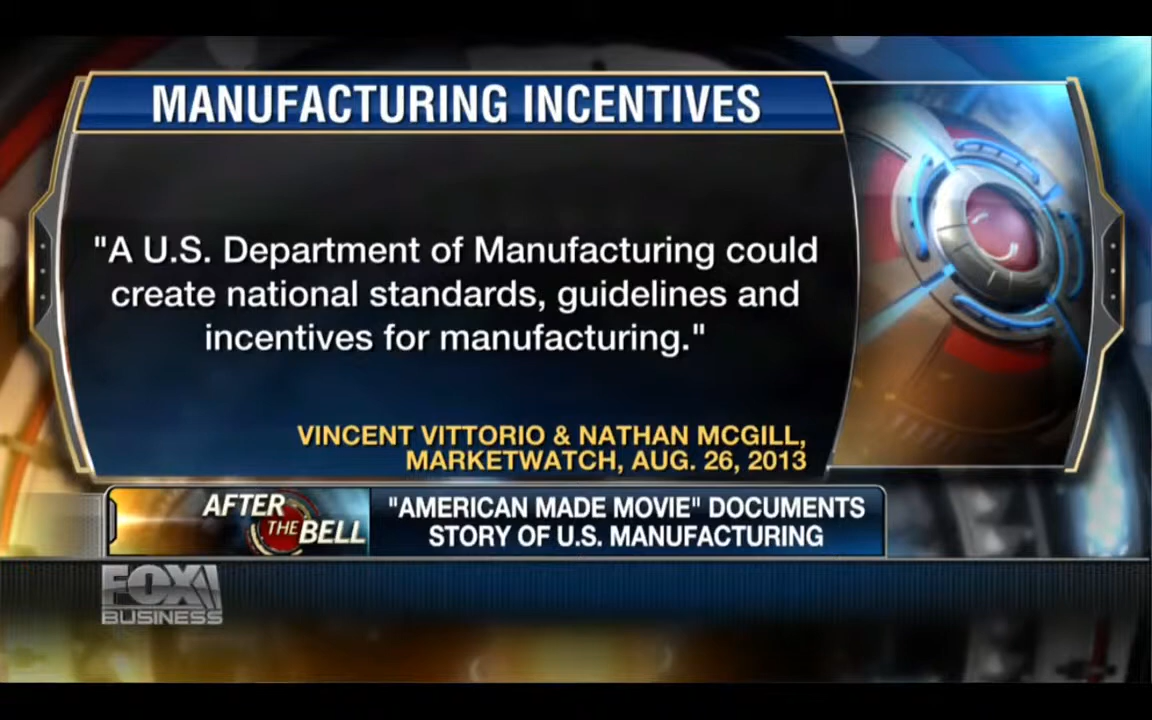 MANUFACTURING INCENTIVES
"A U.S. Department of Manufacturing could
create national standards, guidelines and
incentives for manufacturing."
VINCENT VITTORIO & NATHAN MCGILL,
MARKETWATCH, AUG. 26, 2013
AFTER
THE BELL
"AMERICAN MADE MOVIE" DOCUMENTS
STORY OF U.S. MANUFACTURING
FOX
BUSINESS